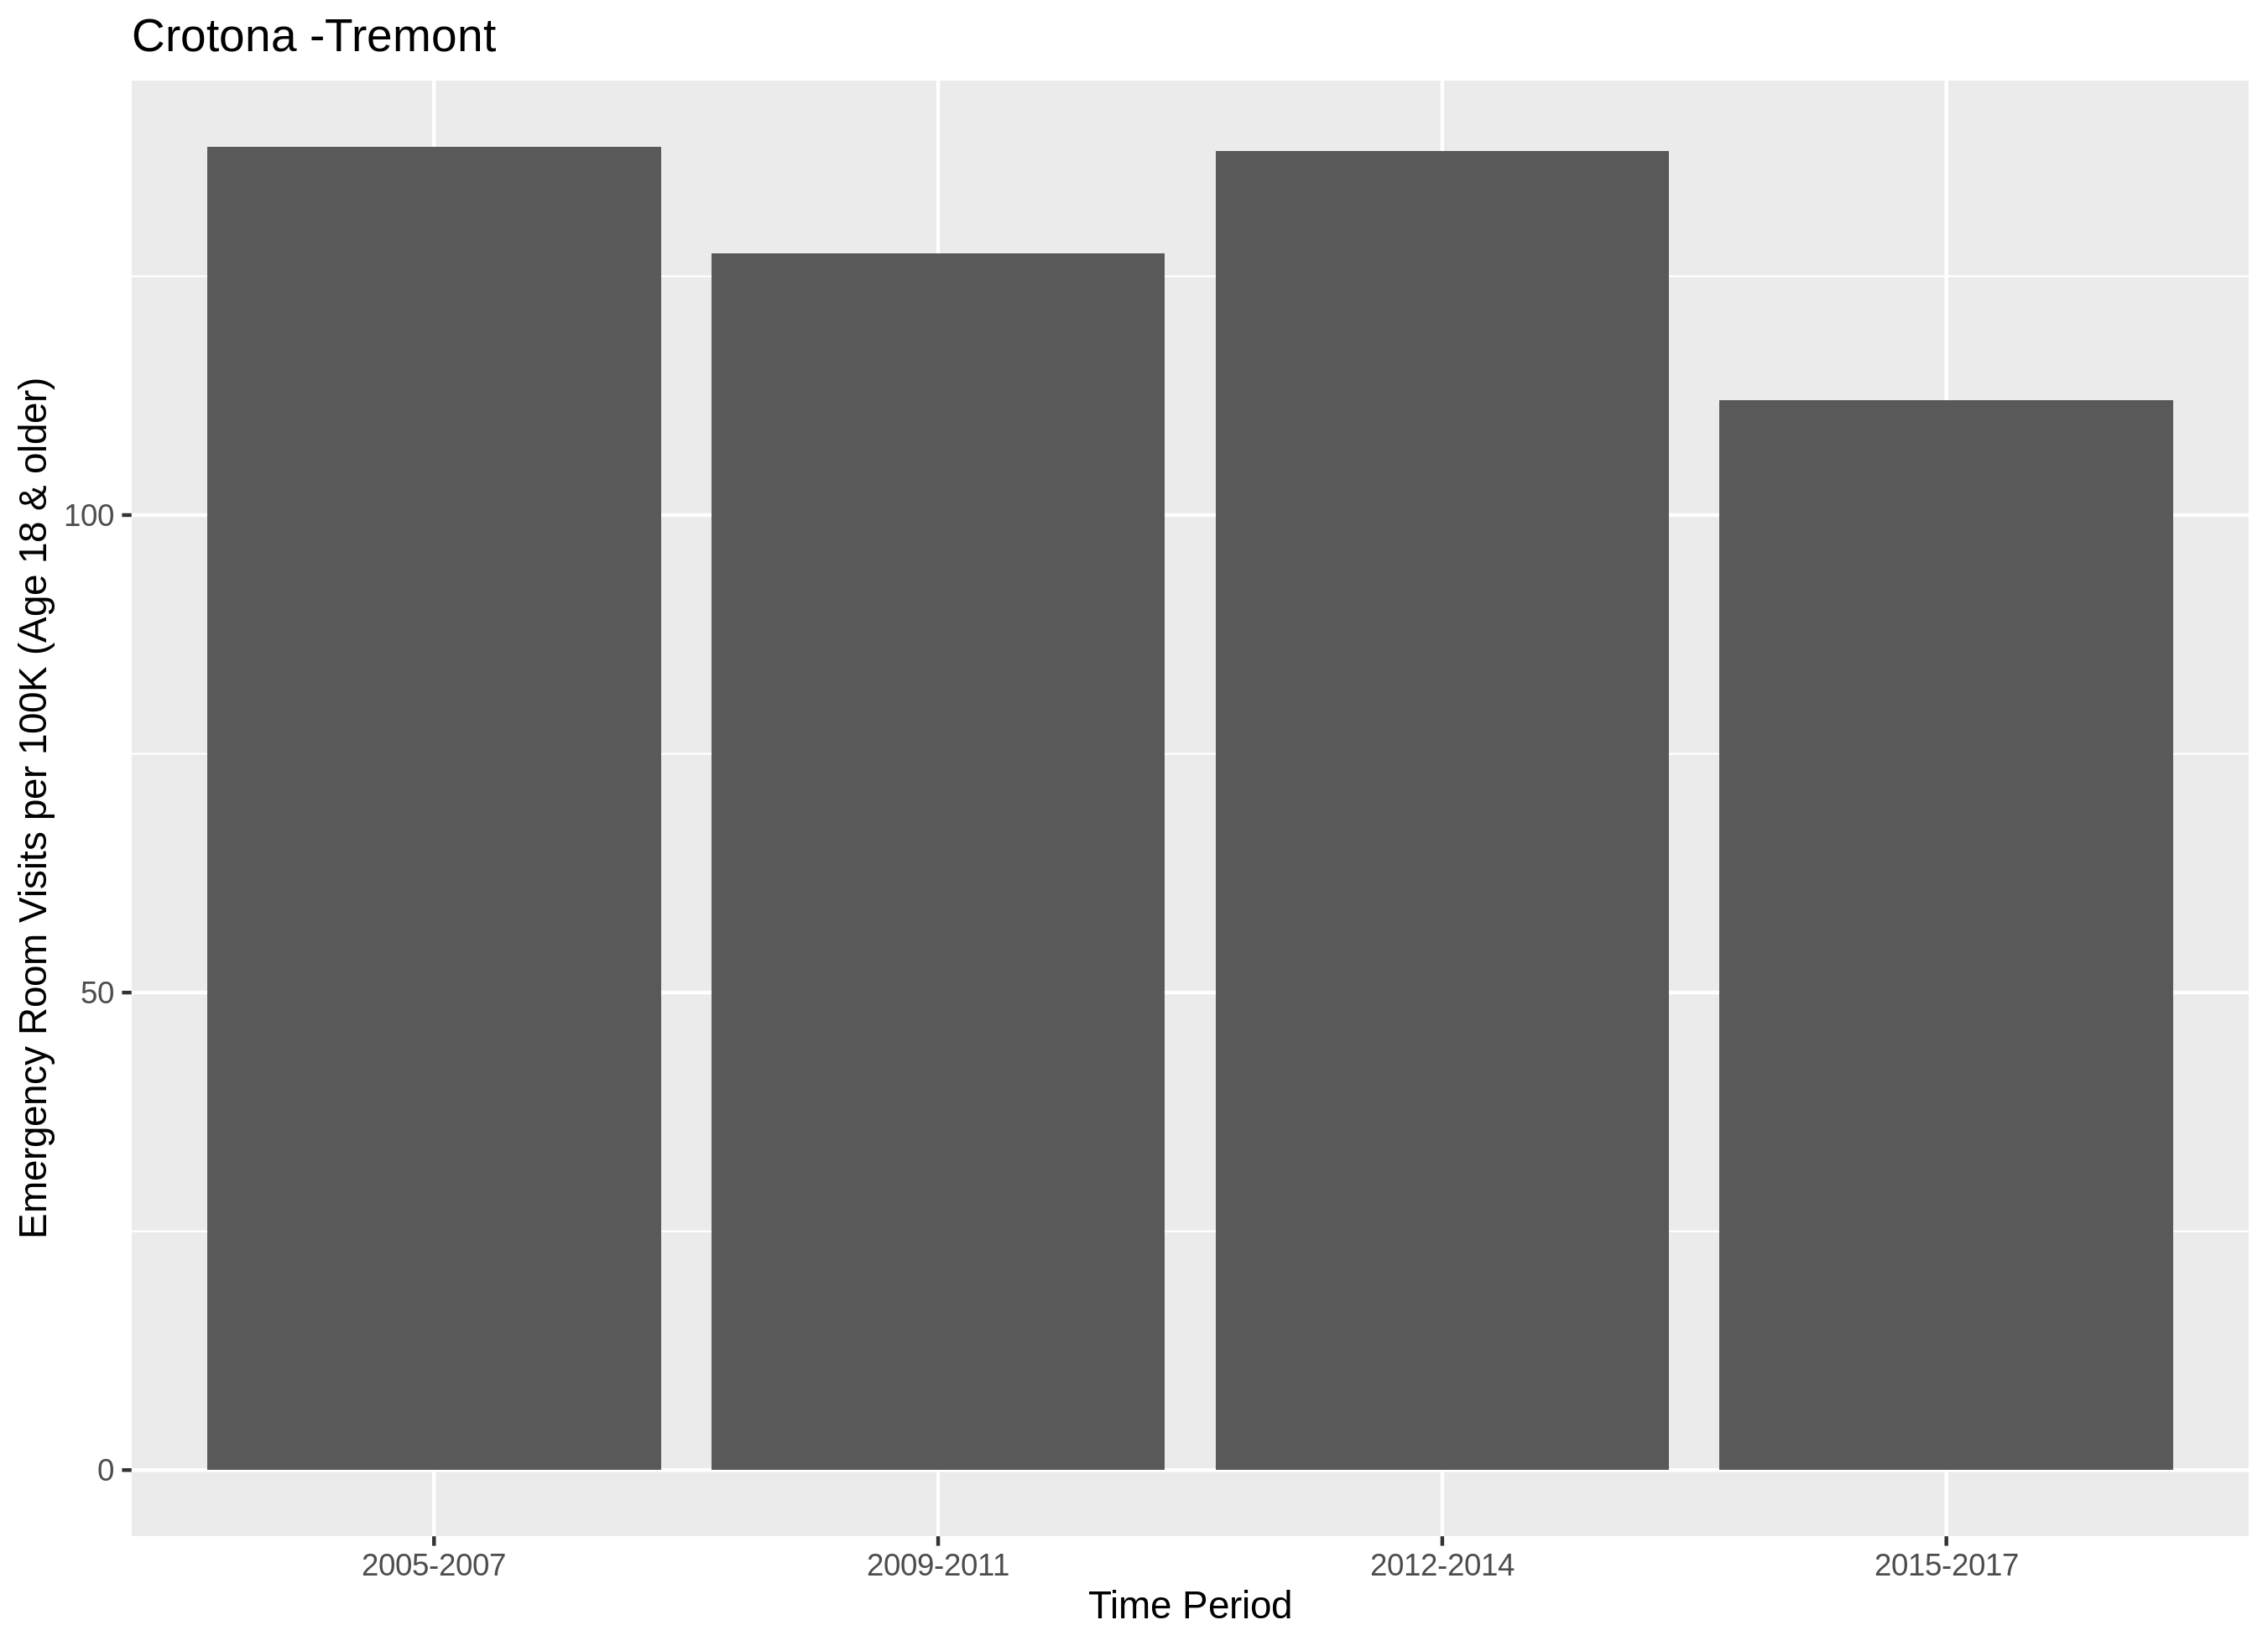 Crotona -Tremont
Emergency Room Visits per 100K (Age 18 & older)
100
50
0
2005-2007
2009-2011
2012-2014
2015-2017
Time Period